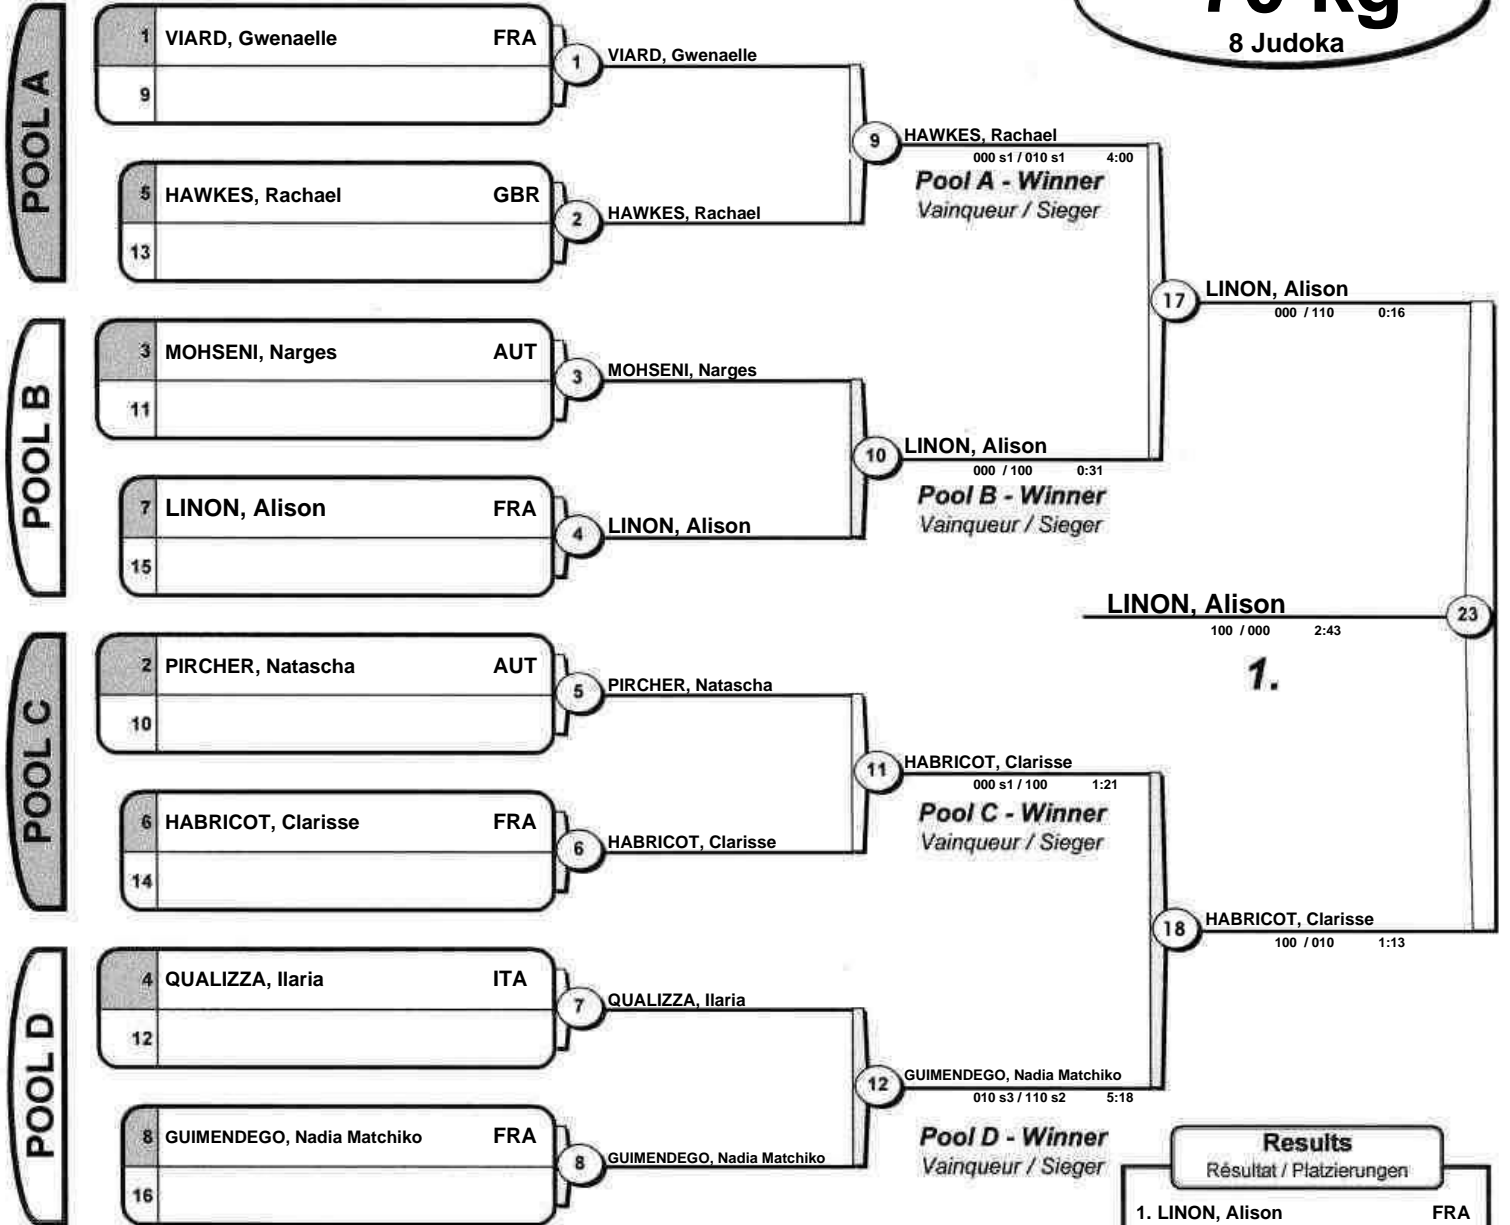 70 kg
8 Judoka
POOL A
1 VIARD, Gwenaelle FRA
9
1 VIARD, Gwenaelle
5 HAWKES, Rachael GBR
13
2 HAWKES, Rachael
9 HAWKES, Rachael
000 s1 / 010 s1 4:00
Pool A - Winner
Vainqueur / Sieger
POOL B
3 MOHSENI, Narges AUT
11
3 MOHSENI, Narges
7 LINON, Alison FRA
15
4 LINON, Alison
10 LINON, Alison
000 / 100 0:31
Pool B - Winner
Vainqueur / Sieger
17 LINON, Alison
000 / 110 0:16
LINON, Alison 23
100 / 000 2:43
1.
POOL C
2 PIRCHER, Natascha AUT
10
5 PIRCHER, Natascha
6 HABRICOT, Clarisse FRA
14
6 HABRICOT, Clarisse
11 HABRICOT, Clarisse
000 s1 / 100 1:21
Pool C - Winner
Vainqueur / Sieger
POOL D
4 QUALIZZA, Ilaria ITA
12
7 QUALIZZA, Ilaria
8 GUIMENDEGO, Nadia Matchiko FRA
16
8 GUIMENDEGO, Nadia Matchiko
12 GUIMENDEGO, Nadia Matchiko
010 s3 / 110 s2 5:18
Pool D - Winner
Vainqueur / Sieger
18 HABRICOT, Clarisse
100 / 010 1:13
Results
Résultat / Platzierungen
1. LINON, Alison FRA